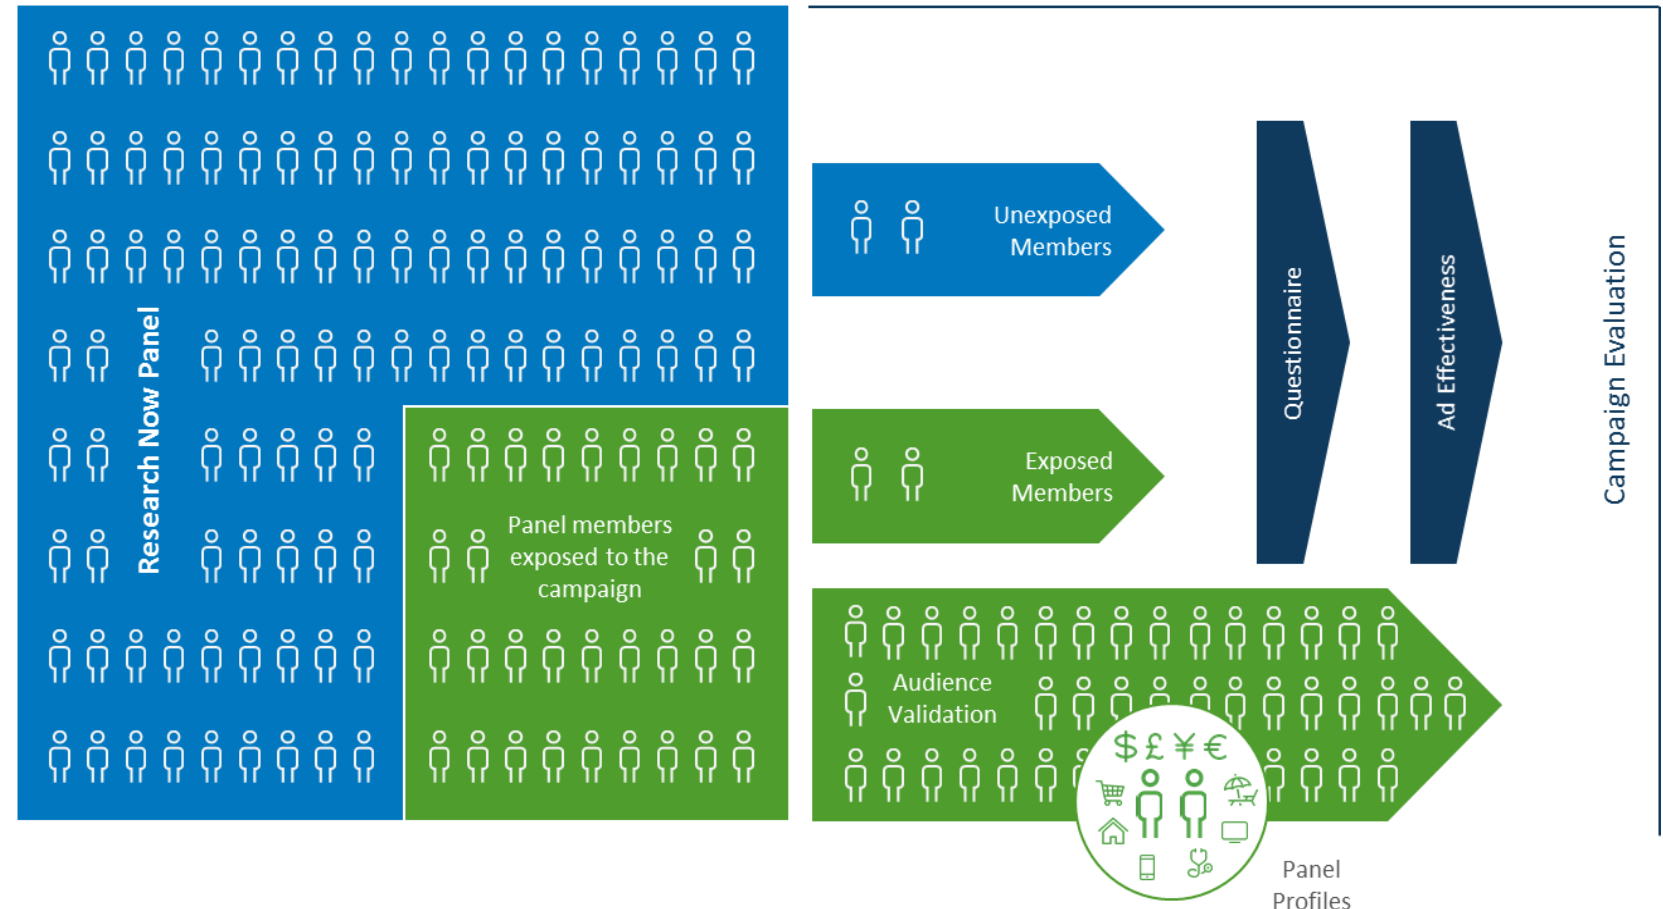 Research Now Panel
Panel members
exposed to the
campaign
Unexposed
Members
Exposed
Members
Audience
Validation
$ £ ¥ €
Panel
Profiles
Questionnaire
Ad Effectiveness
Campaign Evaluation